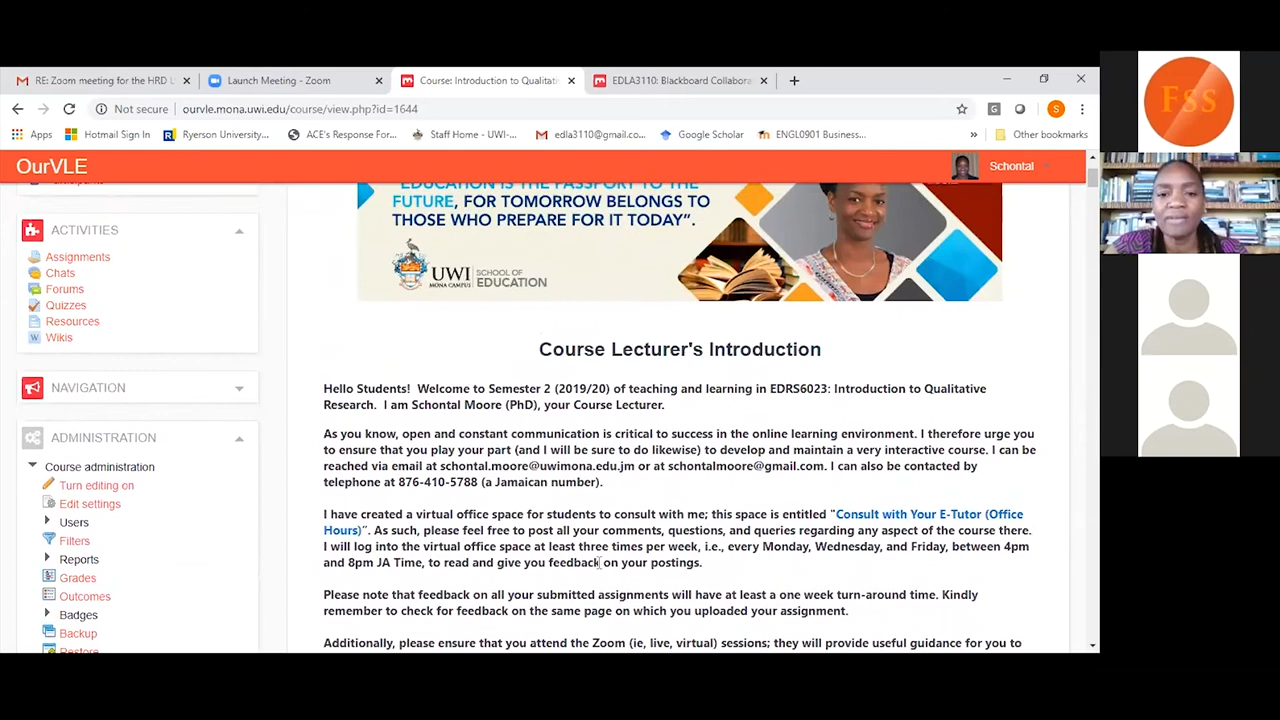 RE: Zoom meeting for the HRD U
Launch Meeting - Zoom
Course: Introduction to Qualitati
EDLA3110: Blackboard Collabora
Not secure
ourvle.mona.uwi.edu/course/view.php?id=1644
G
S
Apps
Hotmail Sign In
Ryerson University...
ACE's Response For...
Staff Home - UWI-...
edla3110@gmail.co...
Google Scholar
ENGL0901 Business...
»
Other bookmarks
OurVLE
Schontal
FSS
"EDUCATION IS THE PASSPORT TO THE
FUTURE, FOR TOMORROW BELONGS TO
THOSE WHO PREPARE FOR IT TODAY".
UWI
MONA CAMPUS
SCHOOL OF
EDUCATION
ACTIVITIES
Assignments
Chats
Forums
Quizzes
Resources
W
Wikis
NAVIGATION
ADMINISTRATION
Course administration
Turn editing on
Edit settings
Users
Filters
Reports
Grades
Outcomes
Badges
Backup
Restore
Course Lecturer's Introduction
Hello Students! Welcome to Semester 2 (2019/20) of teaching and learning in EDRS6023: Introduction to Qualitative
Research. I am Schontal Moore (PhD), your Course Lecturer.
As you know, open and constant communication is critical to success in the online learning environment. I therefore urge you
to ensure that you play your part (and I will be sure to do likewise) to develop and maintain a very interactive course. I can be
reached via email at schontal.moore@uwimona.edu.jm or at schontalmoore@gmail.com. I can also be contacted by
telephone at 876-410-5788 (a Jamaican number).
I have created a virtual office space for students to consult with me; this space is entitled "Consult with Your E-Tutor (Office
Hours)". As such, please feel free to post all your comments, questions, and queries regarding any aspect of the course there.
I will log into the virtual office space at least three times per week, i.e., every Monday, Wednesday, and Friday, between 4pm
and 8pm JA Time, to read and give you feedback on your postings.
Please note that feedback on all your submitted assignments will have at least a one week turn-around time. Kindly
remember to check for feedback on the same page on which you uploaded your assignment.
Additionally, please ensure that you attend the Zoom (ie, live, virtual) sessions; they will provide useful guidance for you to